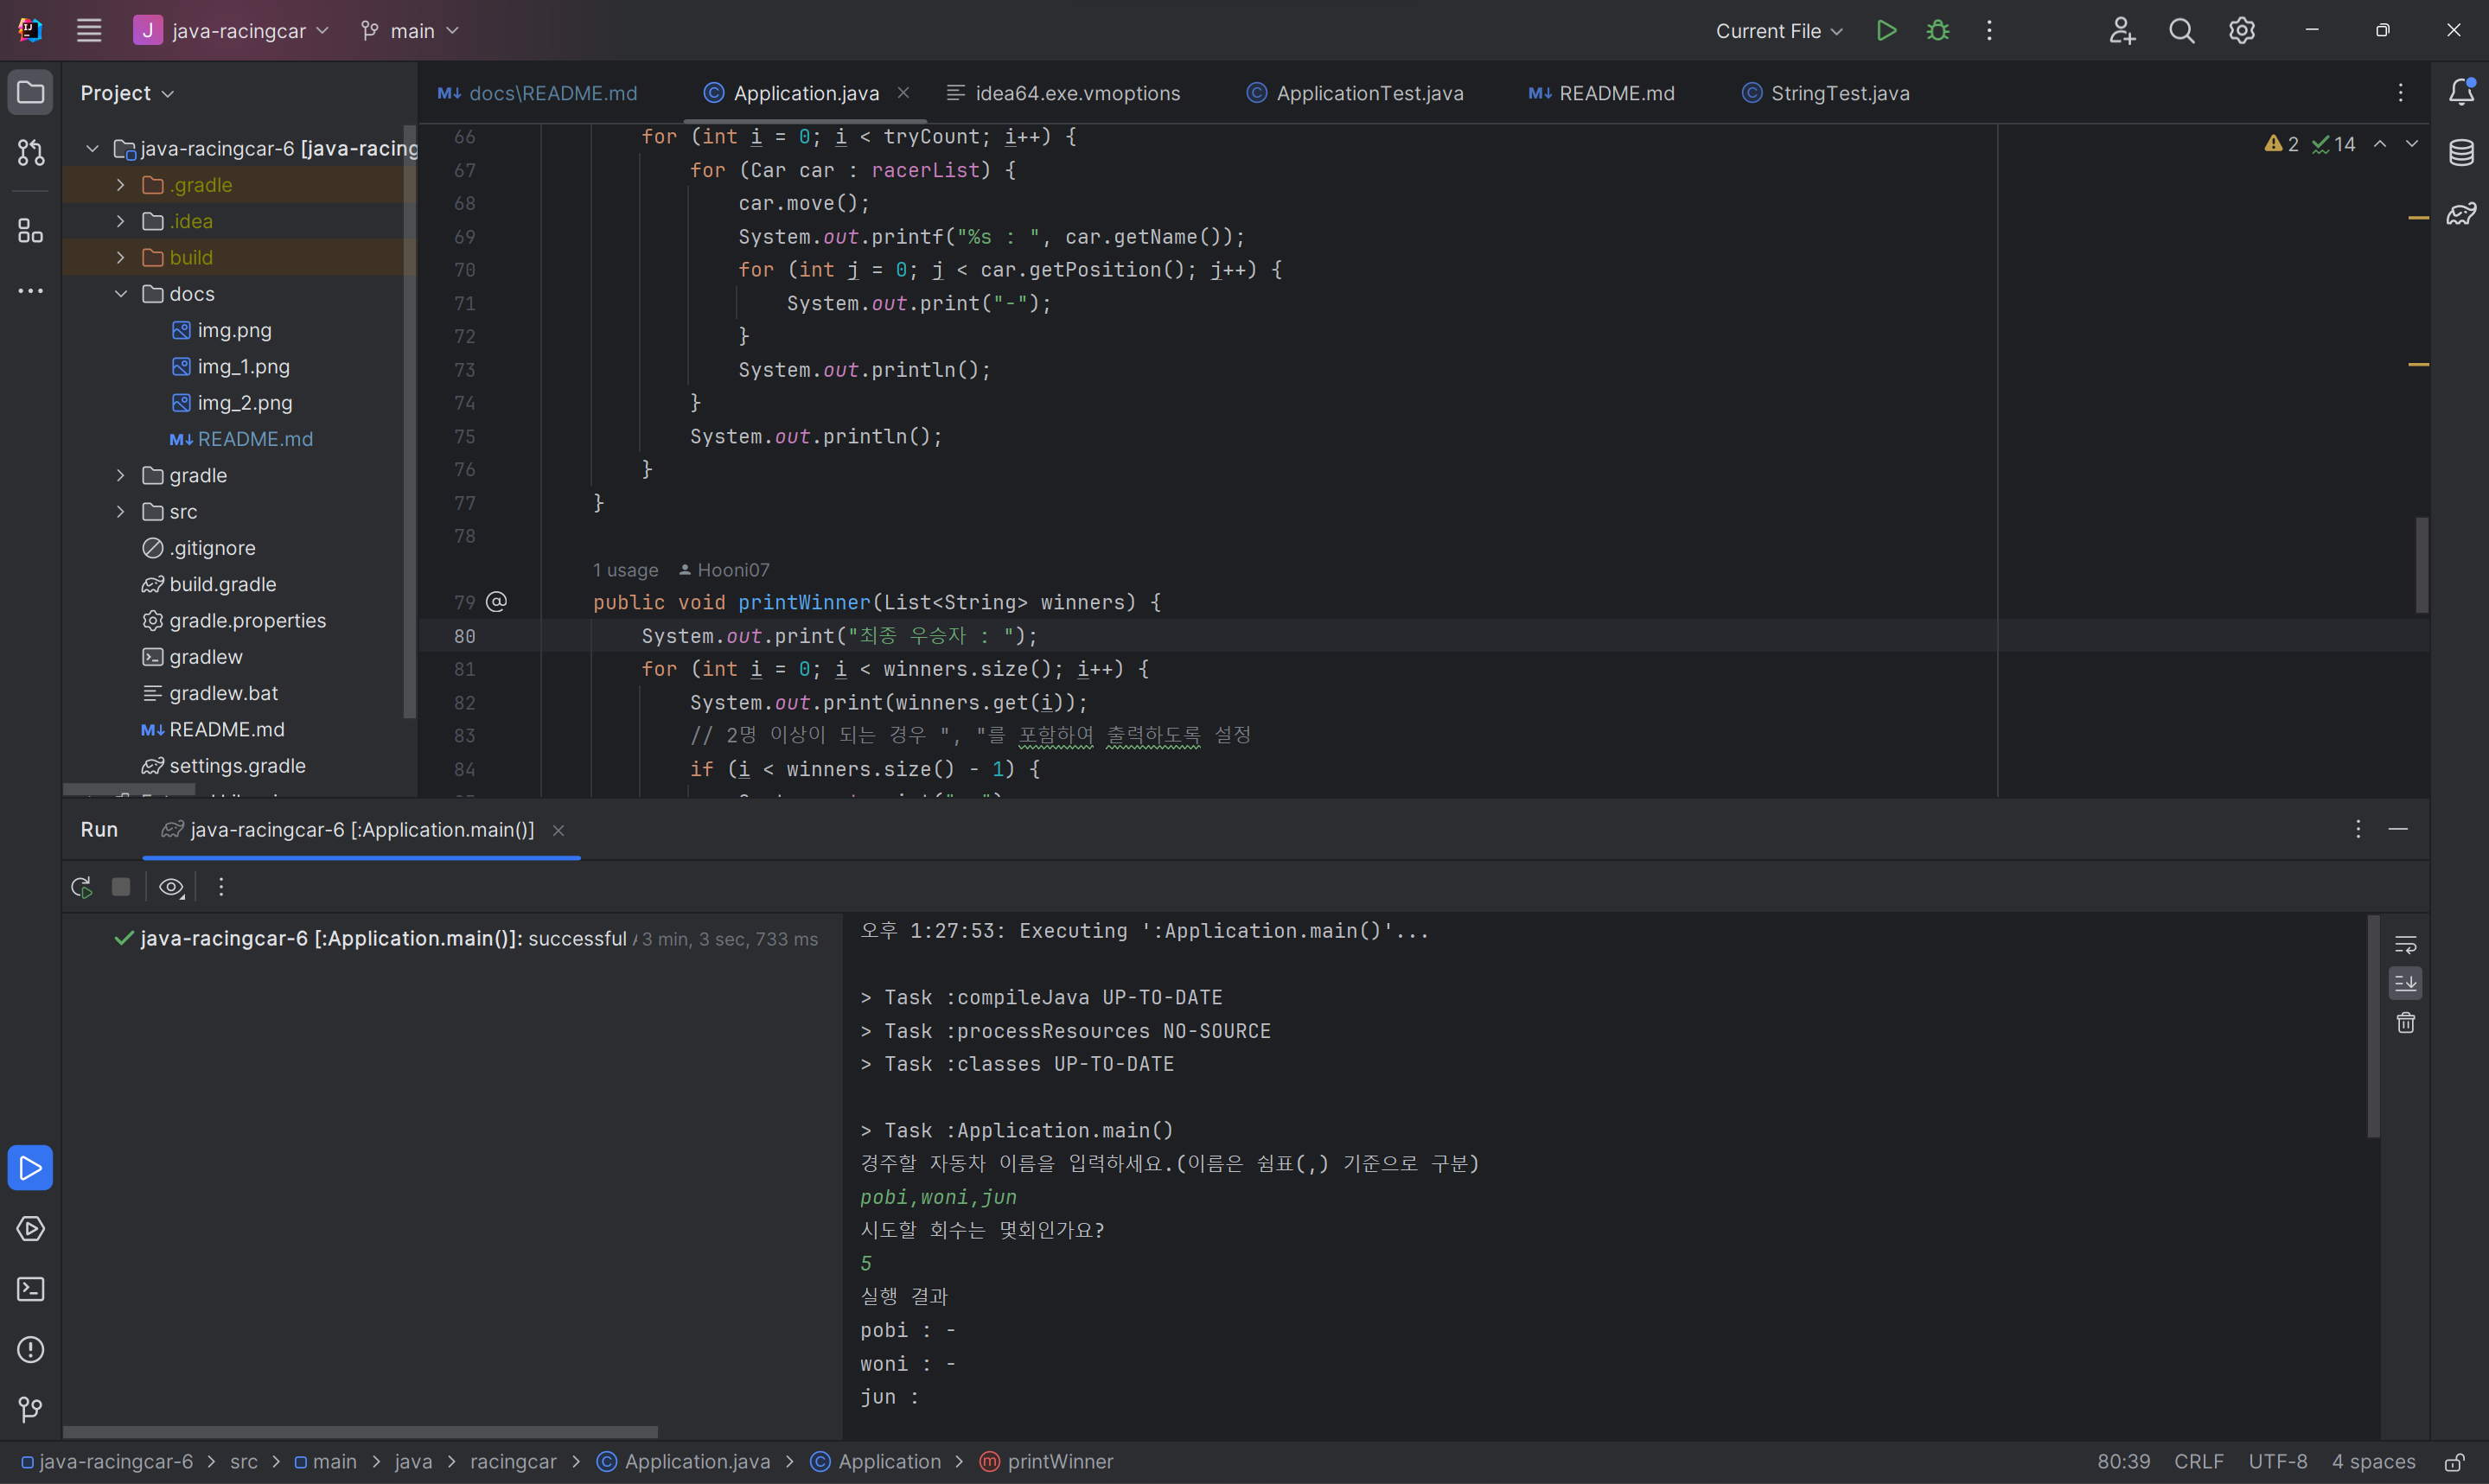 J java-racingcar main Current File
Project
docs\README.md Application.java idea64.exe.vmoptions ApplicationTest.java README.md StringTest.java
java-racingcar-6 [java-racing
.gradle
.idea
build
docs
img.png
img_1.png
img_2.png
README.md
gradle
src
.gitignore
build.gradle
gradle.properties
gradlew
gradlew.bat
README.md
settings.gradle
2 14
66 for (int i = 0; i < tryCount; i++) {
67 for (Car car : racerList) {
68 car.move();
69 System.out.printf("%s : ", car.getName());
70 for (int j = 0; j < car.getPosition(); j++) {
71 System.out.print("-");
72 }
73 System.out.println();
74 }
75 System.out.println();
76 }
77 }
78
1 usage Hooni07
79 @ public void printWinner(List<String> winners) {
80 System.out.print("최종 우승자 : ");
81 for (int i = 0; i < winners.size(); i++) {
82 System.out.print(winners.get(i));
83 // 2명 이상이 되는 경우 ", "를 포함하여 출력하도록 설정
84 if (i < winners.size() - 1) {
Run java-racingcar-6 [:Application.main()]
java-racingcar-6 [:Application.main()]: successful 3 min, 3 sec, 733 ms
오후 1:27:53: Executing ':Application.main()'...
> Task :compileJava UP-TO-DATE
> Task :processResources NO-SOURCE
> Task :classes UP-TO-DATE
> Task :Application.main()
경주할 자동차 이름을 입력하세요.(이름은 쉼표(,) 기준으로 구분)
pobi,woni,jun
시도할 회수는 몇회인가요?
5
실행 결과
pobi : -
woni : -
jun :
java-racingcar-6 > src > main > java > racingcar > Application.java > Application > printWinner
80:39 CRLF UTF-8 4 spaces